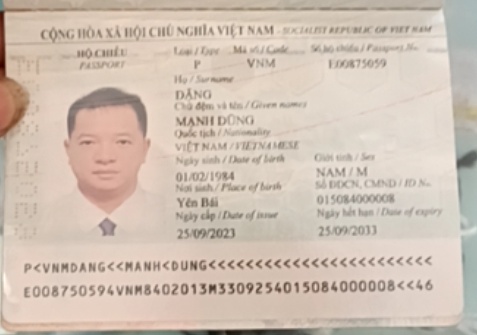 CỘNG HÒA XÃ HỘI CHỦ NGHĨA VIỆT NAM - SOCIALIST REPUBLIC OF VIET NAM
HỘ CHIẾU Loại / Type Mã số / Code Số hộ chiếu / Passport No
PASSPORT P VNM E00875059
Họ / Surname
ĐẶNG
Chữ đệm và tên / Given names
MẠNH DŨNG
Quốc tịch / Nationality
VIỆT NAM / VIETNAMESE
Ngày sinh / Date of birth Giới tính / Sex
01/02/1984 NAM / M
Nơi sinh / Place of birth Số ĐDCN, CMND / ID No.
Yên Bái 015084000008
Ngày cấp / Date of issue Ngày hết hạn / Date of expiry
25/09/2023 25/09/2033
P<VNMDANG<<MANH<DUNG<<<<<<<<<<<<<<<<<<<<<<<<
E008750594VNM8402013M3309254015084000008<<46